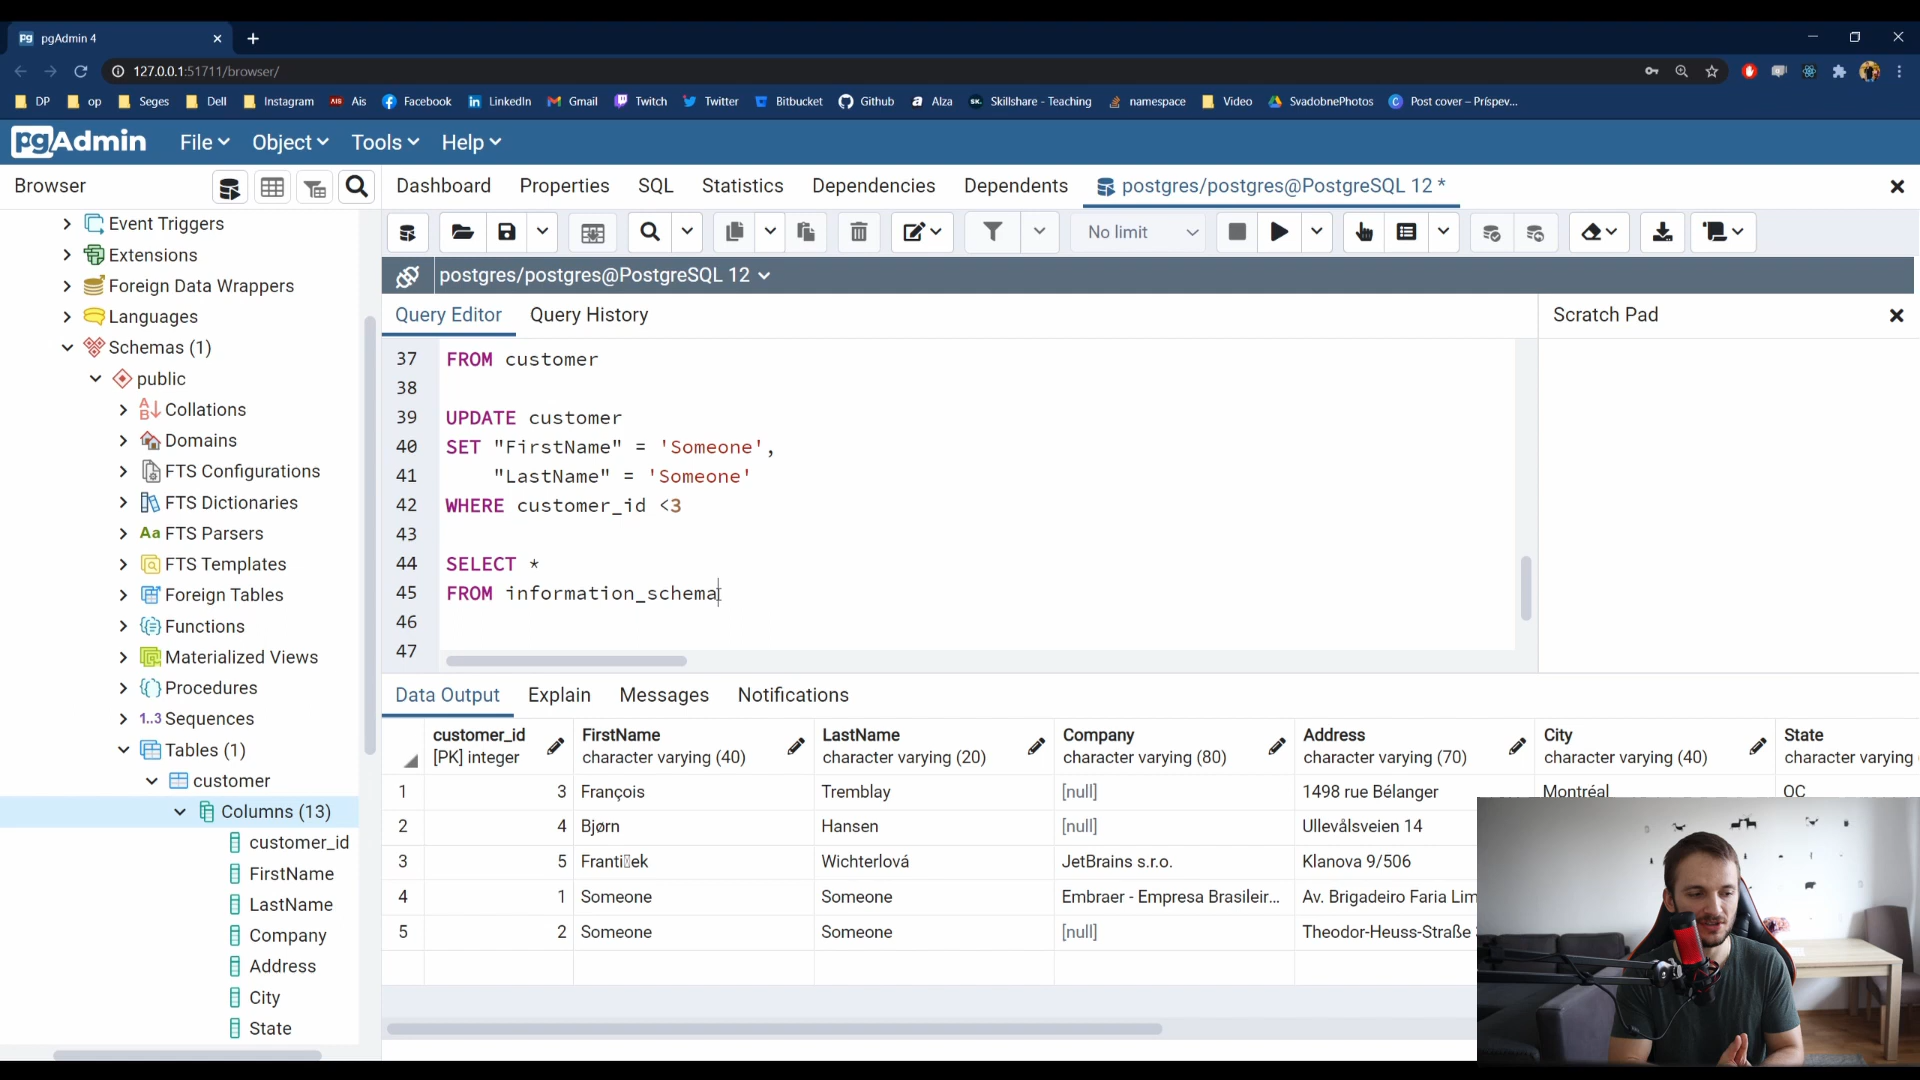 pgAdmin 4
127.0.0.1:51711/browser/
DP op Seges Dell Instagram Ais Facebook LinkedIn Gmail Twitch Twitter Bitbucket Github Alza Skillshare - Teaching namespace Video SvadobnePhotos Post cover – Príspev...
pgAdmin File Object Tools Help
Browser
Dashboard Properties SQL Statistics Dependencies Dependents postgres/postgres@PostgreSQL 12 *
No limit
postgres/postgres@PostgreSQL 12
Query Editor Query History
Scratch Pad
Event Triggers
Extensions
Foreign Data Wrappers
Languages
Schemas (1)
public
Collations
Domains
FTS Configurations
FTS Dictionaries
Aa FTS Parsers
FTS Templates
Foreign Tables
Functions
Materialized Views
Procedures
1..3 Sequences
Tables (1)
customer
Columns (13)
customer_id
FirstName
LastName
Company
Address
City
State
37 FROM customer
38
39 UPDATE customer
40 SET "FirstName" = 'Someone',
41 "LastName" = 'Someone'
42 WHERE customer_id <3
43
44 SELECT *
45 FROM information_schema
46
47
Data Output Explain Messages Notifications
customer_id FirstName LastName Company Address City State
[PK] integer character varying (40) character varying (20) character varying (80) character varying (70) character varying (40) character varying
1 3 François Tremblay [null] 1498 rue Bélanger Montréal QC
2 4 Bjørn Hansen [null] Ullevålsveien 14
3 5 Franti▯ek Wichterlová JetBrains s.r.o. Klanova 9/506
4 1 Someone Someone Embraer - Empresa Brasileir... Av. Brigadeiro Faria Lim
5 2 Someone Someone [null] Theodor-Heuss-Straße